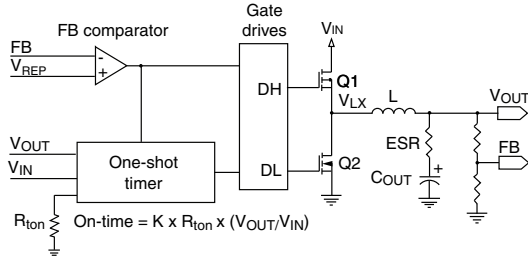 Gate
drives
FB comparator
VIN
FB
VREP
-
+
DH
Q1
VLX
L
VOUT
ESR
FB
VOUT
VIN
One-shot
timer
DL
Q2
COUT
+
Rton
On-time = K x Rton x (VOUT/VIN)